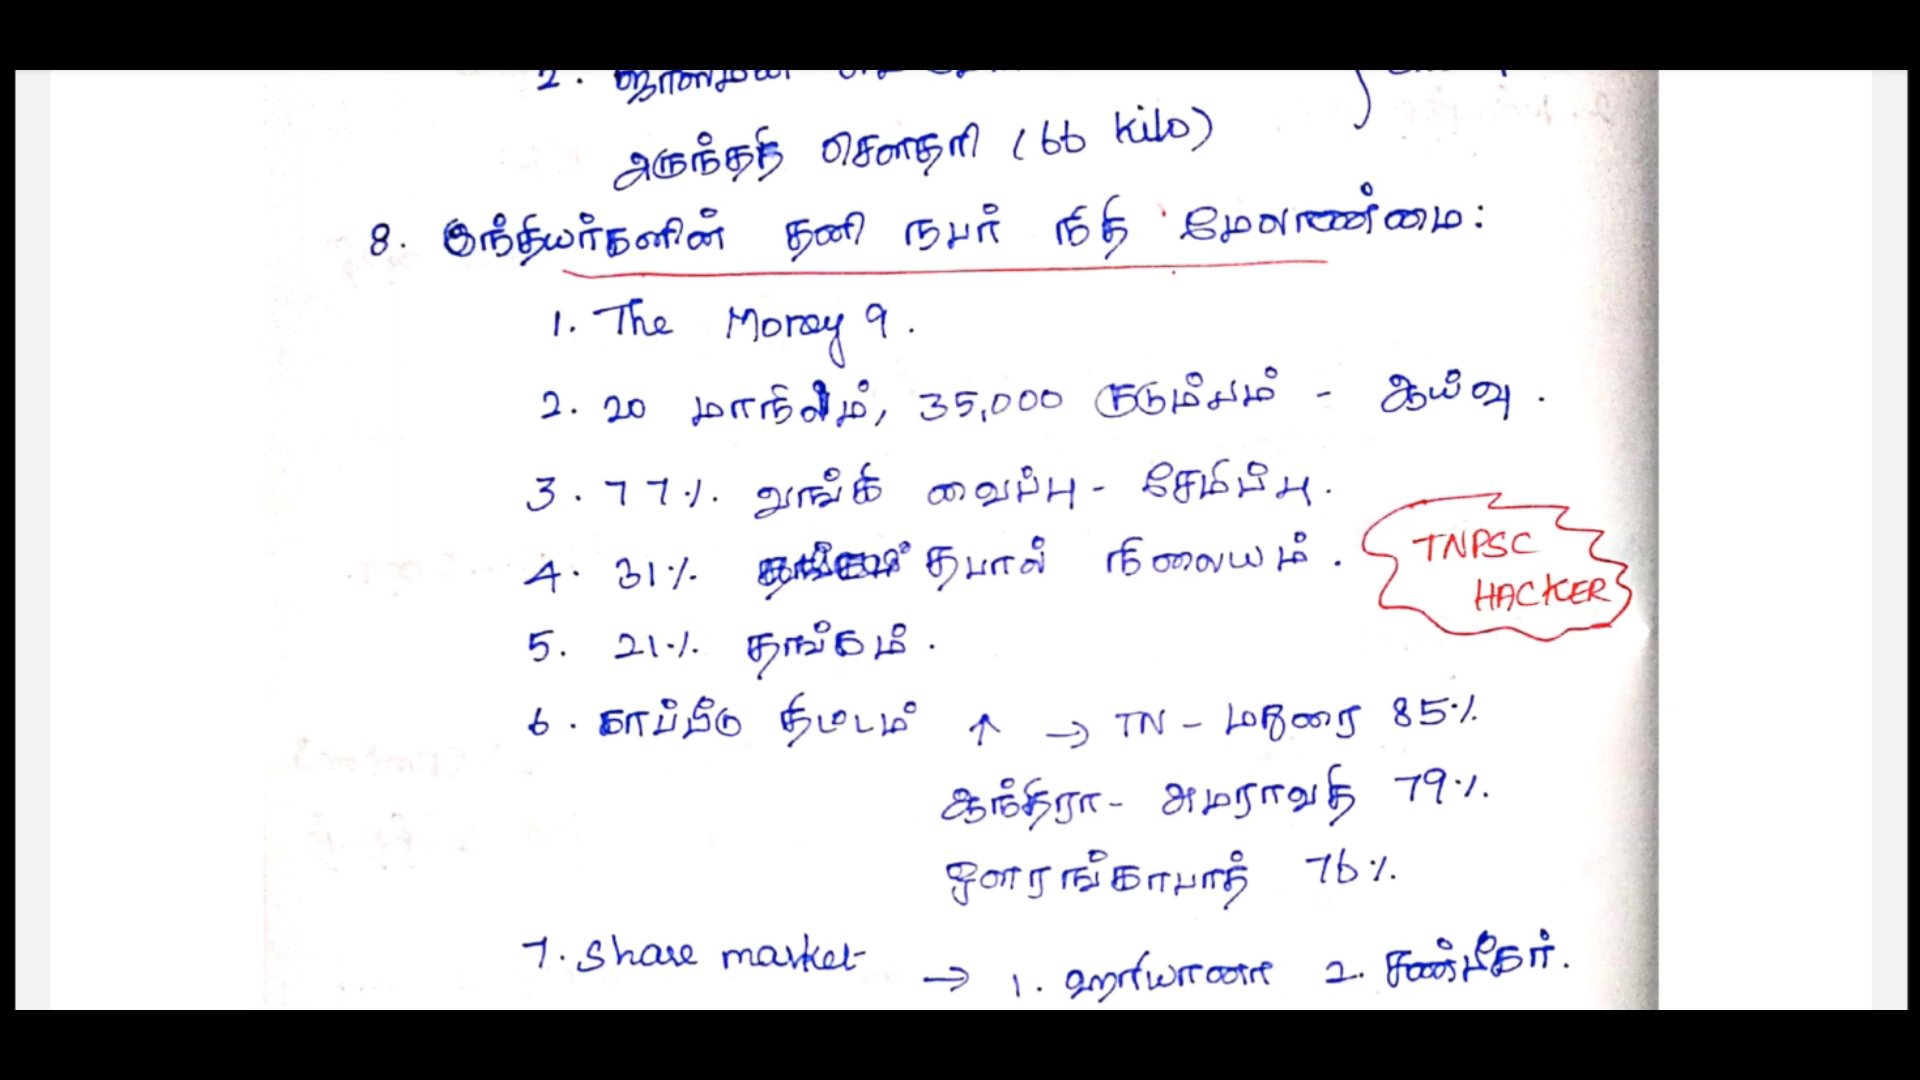 2.
அருந்ததி சௌதரி (66 kilo)
8. இந்தியர்களின் தனி நபர் நிதி மேலாண்மை:
1. The Money 9.
2. 20 மாநிலம், 35,000 குடும்பம் - ஆய்வு.
3. 77% வங்கி வைப்பு - சேமிப்பு.
4. 31% தபால் நிலையம்.
5. 21% தங்கம்.
TNPSC
HACKER
6. காப்பீடு திட்டம் ↑ → TN - மதுரை 85%
ஆந்திரா - அமராவதி 79%.
ஔரங்காபாத் 76%.
7. Share market → 1. ஹரியானா 2. சண்டீகர்.